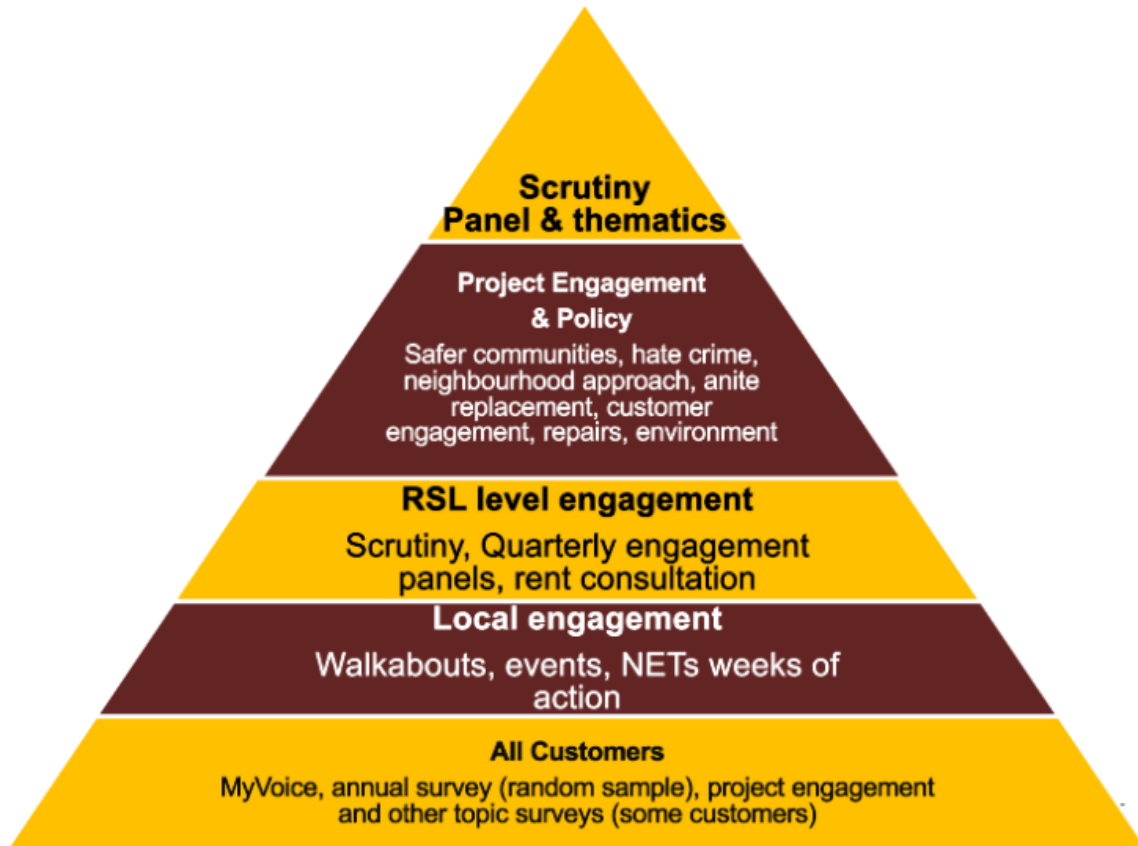 Scrutiny
Panel & thematics
Project Engagement
& Policy
Safer communities, hate crime,
neighbourhood approach, anite
replacement, customer
engagement, repairs, environment
RSL level engagement
Scrutiny, Quarterly engagement
panels, rent consultation
Local engagement
Walkabouts, events, NETs weeks of
action
All Customers
MyVoice, annual survey (random sample), project engagement
and other topic surveys (some customers)